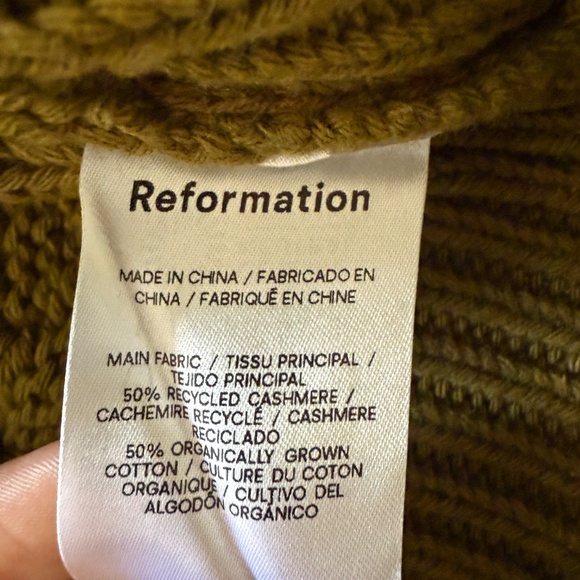 Reformation
MADE IN CHINA / FABRICADO EN
CHINA / FABRIQUÉ EN CHINE
MAIN FABRIC / TISSU PRINCIPAL /
TEJIDO PRINCIPAL
50% RECYCLED CASHMERE /
CACHEMIRE RECYCLÉ / CASHMERE
RECICLADO
50% ORGANICALLY GROWN
COTTON / CULTURE DU COTON
ORGANIQUE / CULTIVO DEL
ALGODÓN ORGÁNICO